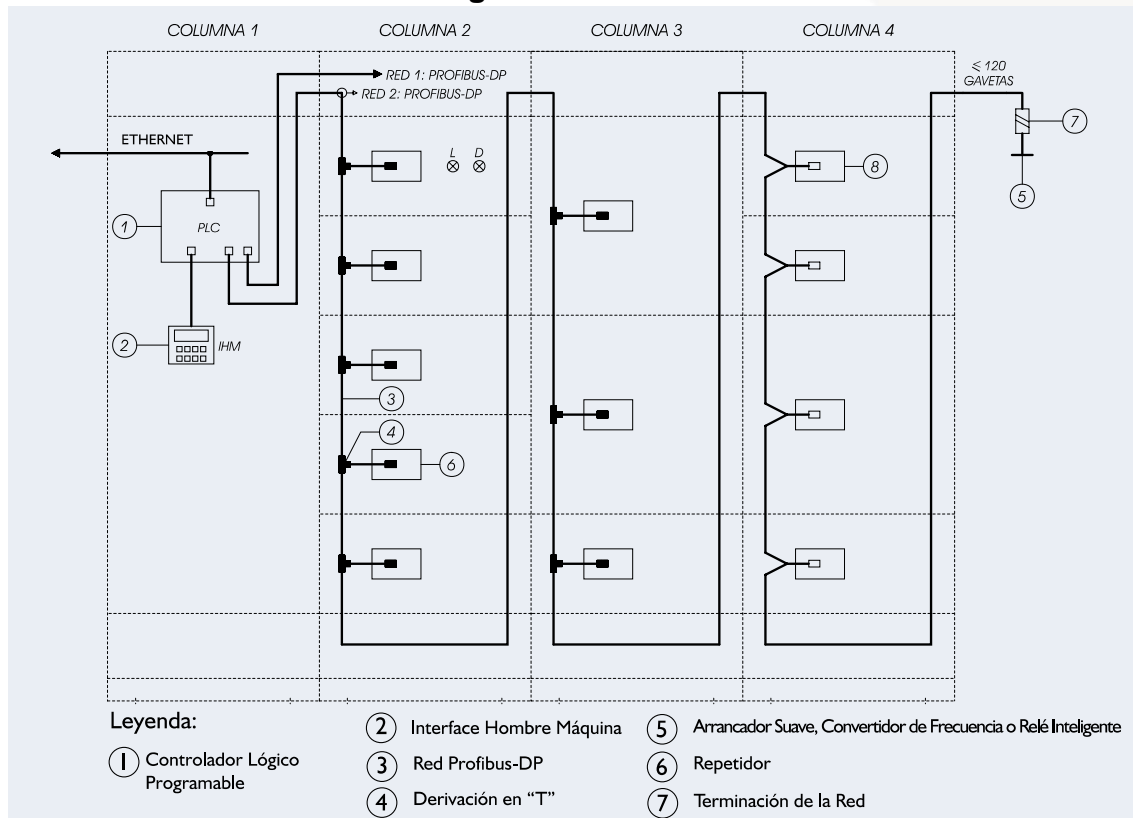 COLUMNA 1
COLUMNA 2
COLUMNA 3
COLUMNA 4
RED 1: PROFIBUS-DP
RED 2: PROFIBUS-DP
⩽ 120
GAVETAS
7
ETHERNET
L D
8
5
1
PLC
2
IHM
3
4
6
Leyenda:
1 Controlador Lógico
Programable
2 Interface Hombre Máquina
3 Red Profibus-DP
4 Derivación en “T”
5 Arrancador Suave, Convertidor de Frecuencia o Relé Inteligente
6 Repetidor
7 Terminación de la Red